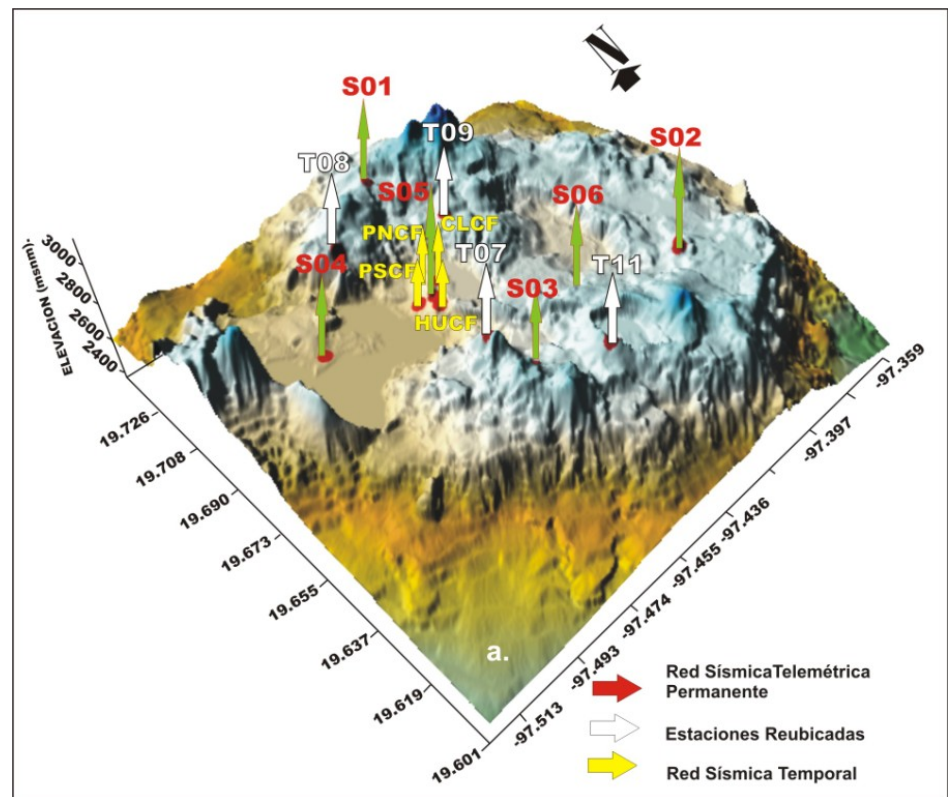 N
S01
T09
S02
T08
S05
S06
PNCF
CLCF
T07
S04
PSCF
T11
S03
HUCF
ELEVACION (msnm).
3000
2800
2600
2400
19.726
19.708
19.690
19.673
19.655
19.637
19.619
19.601
-97.359
-97.397
-97.436
-97.455
-97.474
-97.493
-97.513
a.
Red SísmicaTelemétrica
Permanente
Estaciones Reubicadas
Red Sísmica Temporal